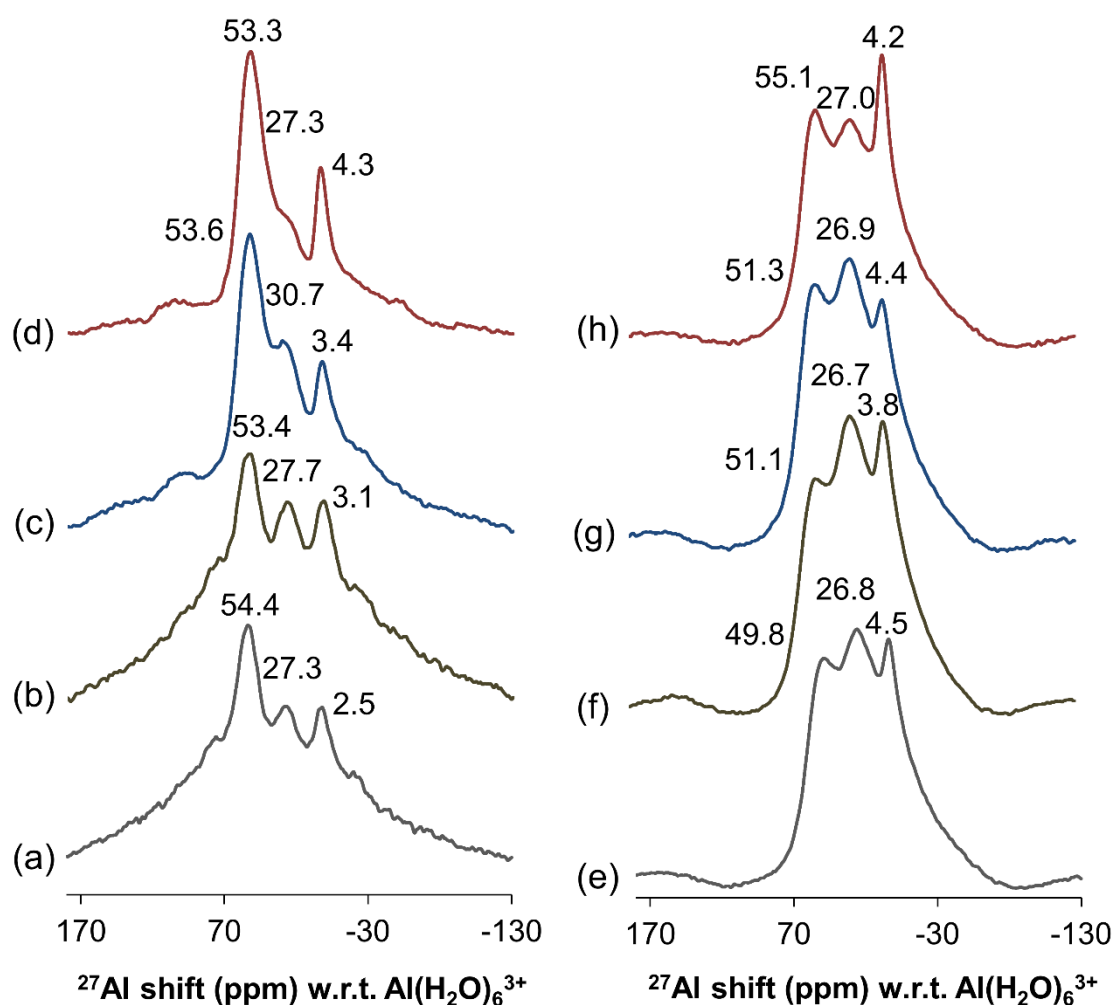 53.3
27.3
4.3
53.6
30.7
3.4
(d)
53.4
27.7
3.1
(c)
54.4
27.3
2.5
(b)
(a)
170 70 -30 -130
²⁷Al shift (ppm) w.r.t. Al(H₂O)₆³⁺
4.2
55.1
27.0
26.9
51.3
4.4
(h)
26.7
3.8
51.1
(g)
26.8
49.8
4.5
(f)
(e)
170 70 -30 -130
²⁷Al shift (ppm) w.r.t. Al(H₂O)₆³⁺